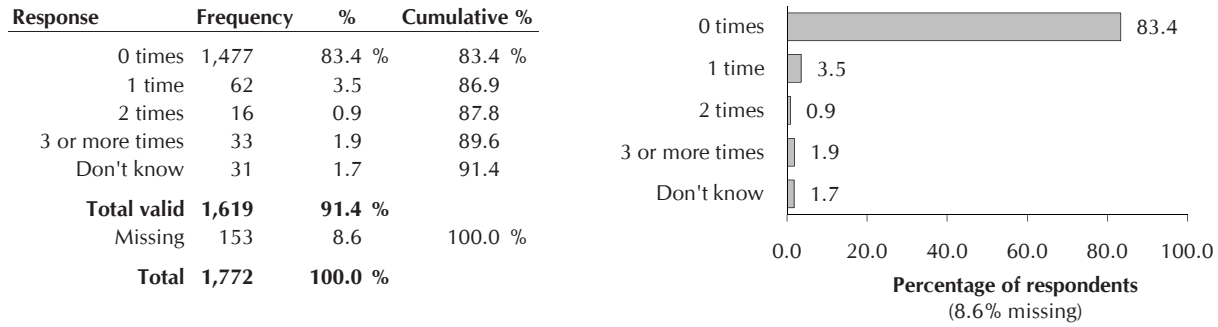 Response Frequency % Cumulative %
0 times 1,477 83.4 % 83.4 %
1 time 62 3.5 86.9
2 times 16 0.9 87.8
3 or more times 33 1.9 89.6
Don't know 31 1.7 91.4
Total valid 1,619 91.4 %
Missing 153 8.6 100.0 %
Total 1,772 100.0 %
0 times 83.4
1 time 3.5
2 times 0.9
3 or more times 1.9
Don't know 1.7
0.0 20.0 40.0 60.0 80.0 100.0
Percentage of respondents
(8.6% missing)